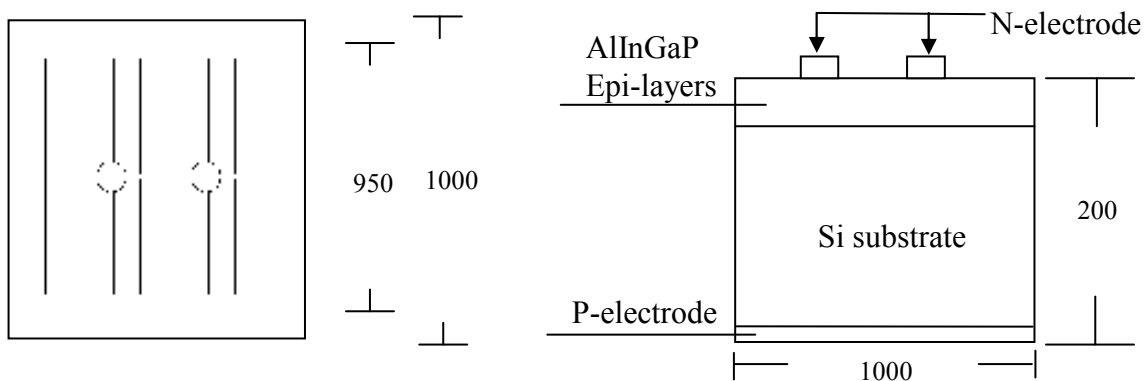 950
1000
N-electrode
AlInGaP
Epi-layers
Si substrate
200
P-electrode
1000